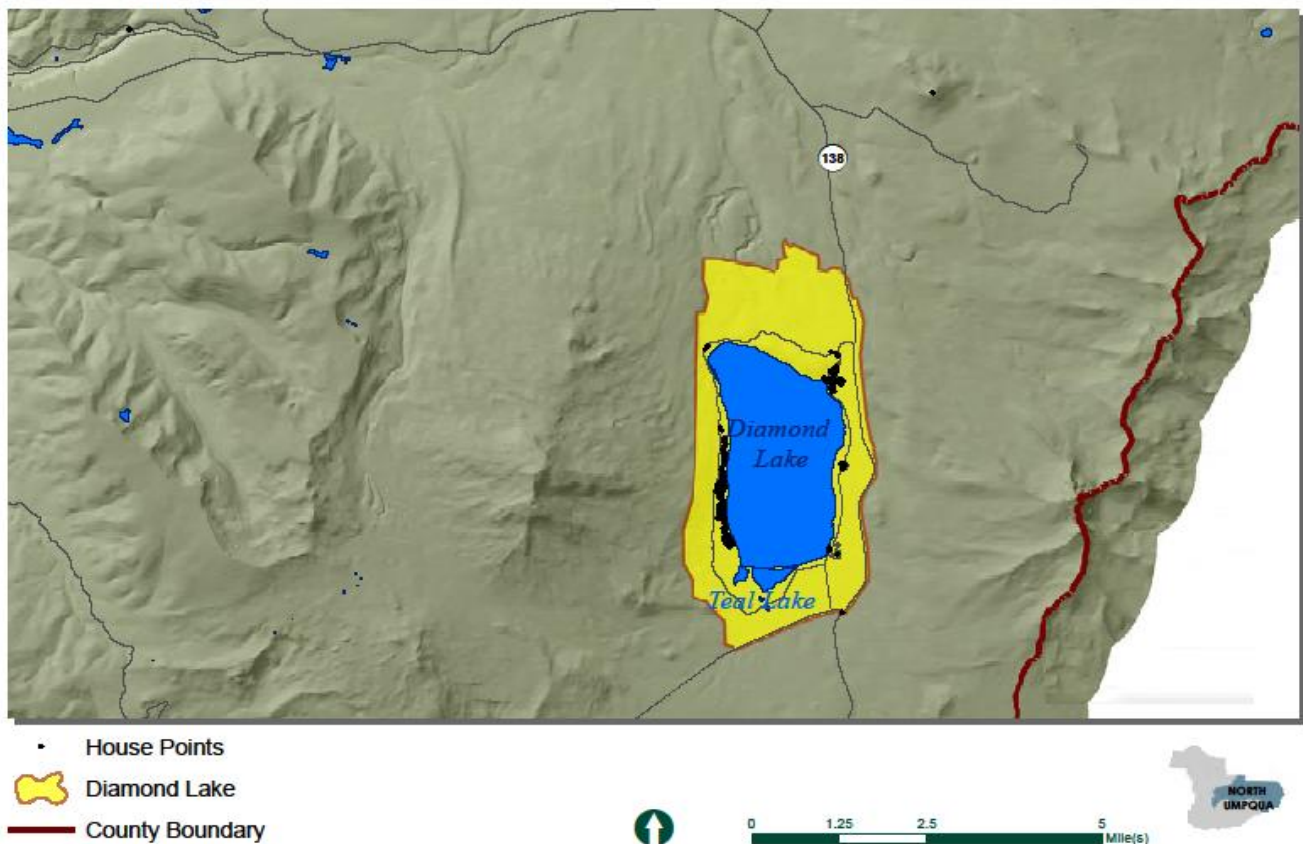 138
Diamond
Lake
Teal Lake
House Points
Diamond Lake
County Boundary
0 1.25 2.5 5
Mile(s)
NORTH
UMPQUA